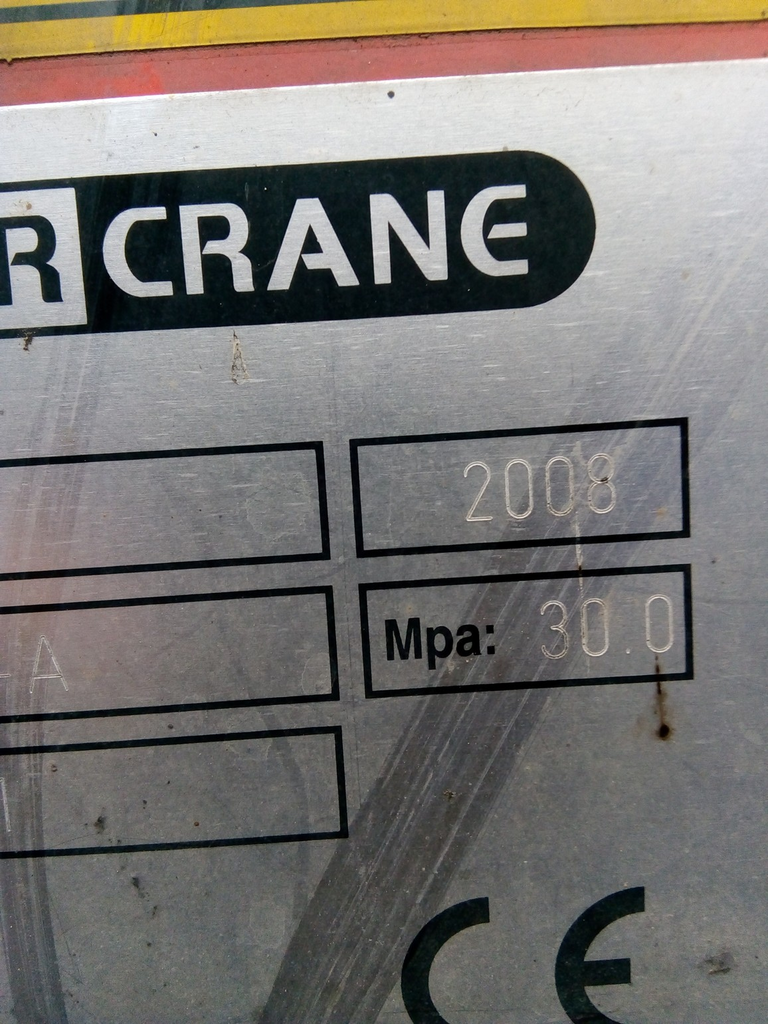 R CRANE
2008
-A Mpa: 30.0
CE